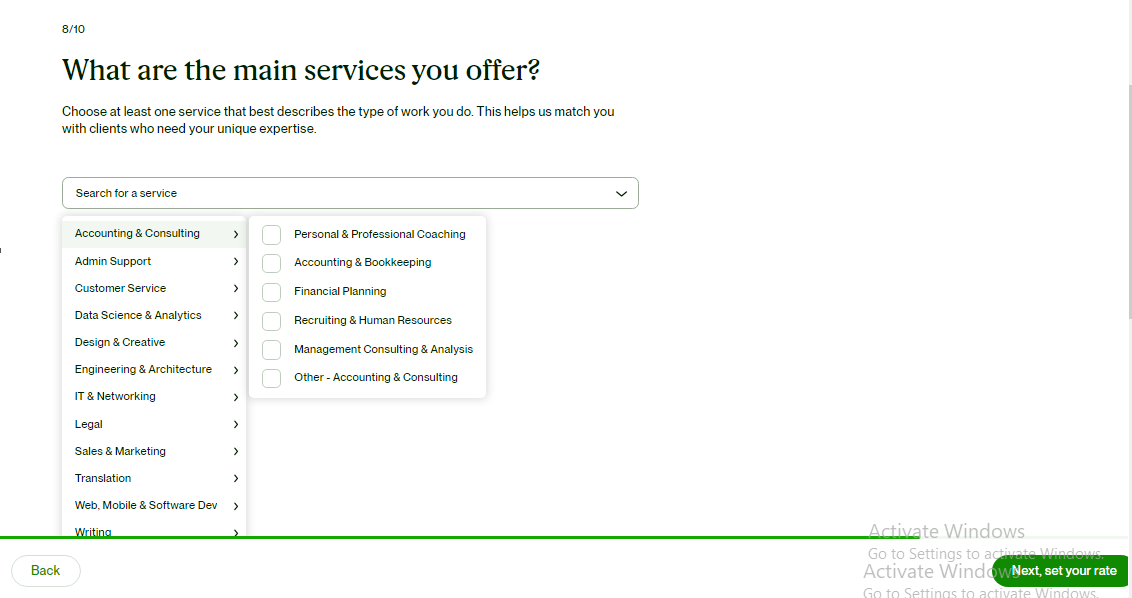 8/10
What are the main services you offer?
Choose at least one service that best describes the type of work you do. This helps us match you
with clients who need your unique expertise.
Search for a service
Accounting & Consulting
Admin Support
Customer Service
Data Science & Analytics
Design & Creative
Engineering & Architecture
IT & Networking
Legal
Sales & Marketing
Translation
Web, Mobile & Software Dev
Writing
Personal & Professional Coaching
Accounting & Bookkeeping
Financial Planning
Recruiting & Human Resources
Management Consulting & Analysis
Other - Accounting & Consulting
Activate Windows
Go to Settings to activate Windows.
Activate Windows
Go to Settings to activate Windows.
Back
Next, set your rate